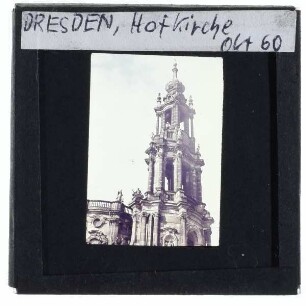 DRESDEN, Hofkirche
Okt 60